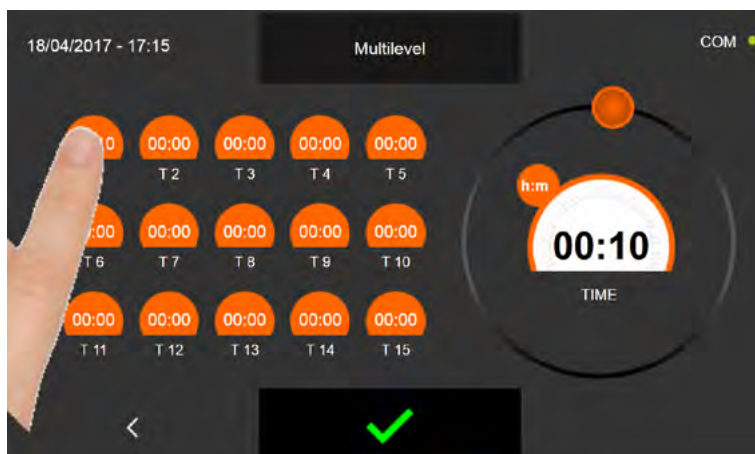 18/04/2017 - 17:15
Multilevel
COM
00:00 00:00 00:00 00:00
T 2 T 3 T 4 T 5
00:00 00:00 00:00 00:00
T 6 T 7 T 8 T 9 T 10
00:00 00:00 00:00 00:00 00:00
T 11 T 12 T 13 T 14 T 15
h:m
00:10
TIME